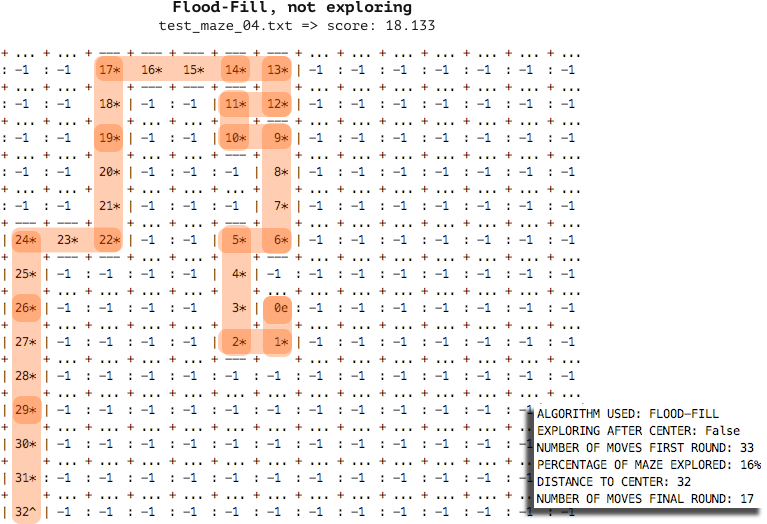 Flood-Fill, not exploring
test_maze_04.txt => score: 18.133
+ ... + ... + --- + --- + --- + --- + --- + ... + ... + ... + ... + ... + ... + ...
: -1 : -1 | 17* 16* 15* 14* 13* | -1 : -1 : -1 : -1 : -1 : -1 : -1
+ ... + ... + ... + --- + --- + --- + ... + ... + ... + ... + ... + ... + ... + ...
: -1 : -1 | 18* | -1 : -1 | 11* 12* | -1 : -1 : -1 : -1 : -1 : -1 : -1
+ ... + ... + ... + ... + ... + ... + --- + ... + ... + ... + ... + ... + ... + ...
: -1 : -1 | 19* | -1 : -1 | 10* 9* | -1 : -1 : -1 : -1 : -1 : -1 : -1
+ ... + ... + ... + ... + ... + --- + ... + ... + ... + ... + ... + ... + ... + ...
: -1 : -1 | 20* | -1 : -1 : -1 | 8* | -1 : -1 : -1 : -1 : -1 : -1 : -1
+ ... + ... + ... + ... + ... + ... + ... + ... + ... + ... + ... + ... + ... + ...
: -1 : -1 | 21* | -1 : -1 : -1 | 7* | -1 : -1 : -1 : -1 : -1 : -1 : -1
+ --- + --- + ... + ... + ... + --- + ... + ... + ... + ... + ... + ... + ... + ...
| 24* 23* 22* | -1 : -1 | 5* 6* | -1 : -1 : -1 : -1 : -1 : -1 : -1
+ ... + --- + --- + ... + ... + ... + --- + ... + ... + ... + ... + ... + ... + ...
| 25* | -1 : -1 : -1 : -1 | 4* | -1 : -1 : -1 : -1 : -1 : -1 : -1 : -1
+ ... + ... + ... + ... + ... + ... + ... + ... + ... + ... + ... + ... + ... + ...
| 26* | -1 : -1 : -1 : -1 | 3* | 0e : -1 : -1 : -1 : -1 : -1 : -1 : -1
+ ... + ... + ... + ... + ... + ... + ... + ... + ... + ... + ... + ... + ... + ...
| 27* | -1 : -1 : -1 : -1 | 2* 1* | -1 : -1 : -1 : -1 : -1 : -1 : -1
+ ... + ... + ... + ... + ... + --- + ... + ... + ... + ... + ... + ... + ... + ...
| 28* | -1 : -1 : -1 : -1 : -1 : -1 : -1 : -1 : -1 : -1 : -1 : -1 : -1
+ ... + ... + ... + ... + ... + ... + ... + ... + ... + ... + ... + ... + ... + ...
| 29* | -1 : -1 : -1 : -1 : -1 : -1 : -1 : -1 : -1 : -1 : -1 : -1
+ ... + ... + ... + ... + ... + ... + ... + ... + ... + ... + ... + ... + ...
| 30* | -1 : -1 : -1 : -1 : -1 : -1 : -1 : -1 : -1 : -1 : -1 : -1
+ ... + ... + ... + ... + ... + ... + ... + ... + ... + ... + ... + ... + ...
| 31* | -1 : -1 : -1 : -1 : -1 : -1 : -1 : -1 : -1 : -1 : -1 : -1
+ ... + ... + ... + ... + ... + ... + ... + ... + ... + ... + ... + ... + ...
| 32^ | -1 : -1 : -1 : -1 : -1 : -1 : -1 : -1 : -1 : -1 : -1 : -1 : -1
ALGORITHM USED: FLOOD-FILL
EXPLORING AFTER CENTER: False
NUMBER OF MOVES FIRST ROUND: 33
PERCENTAGE OF MAZE EXPLORED: 16%
DISTANCE TO CENTER: 32
NUMBER OF MOVES FINAL ROUND: 17